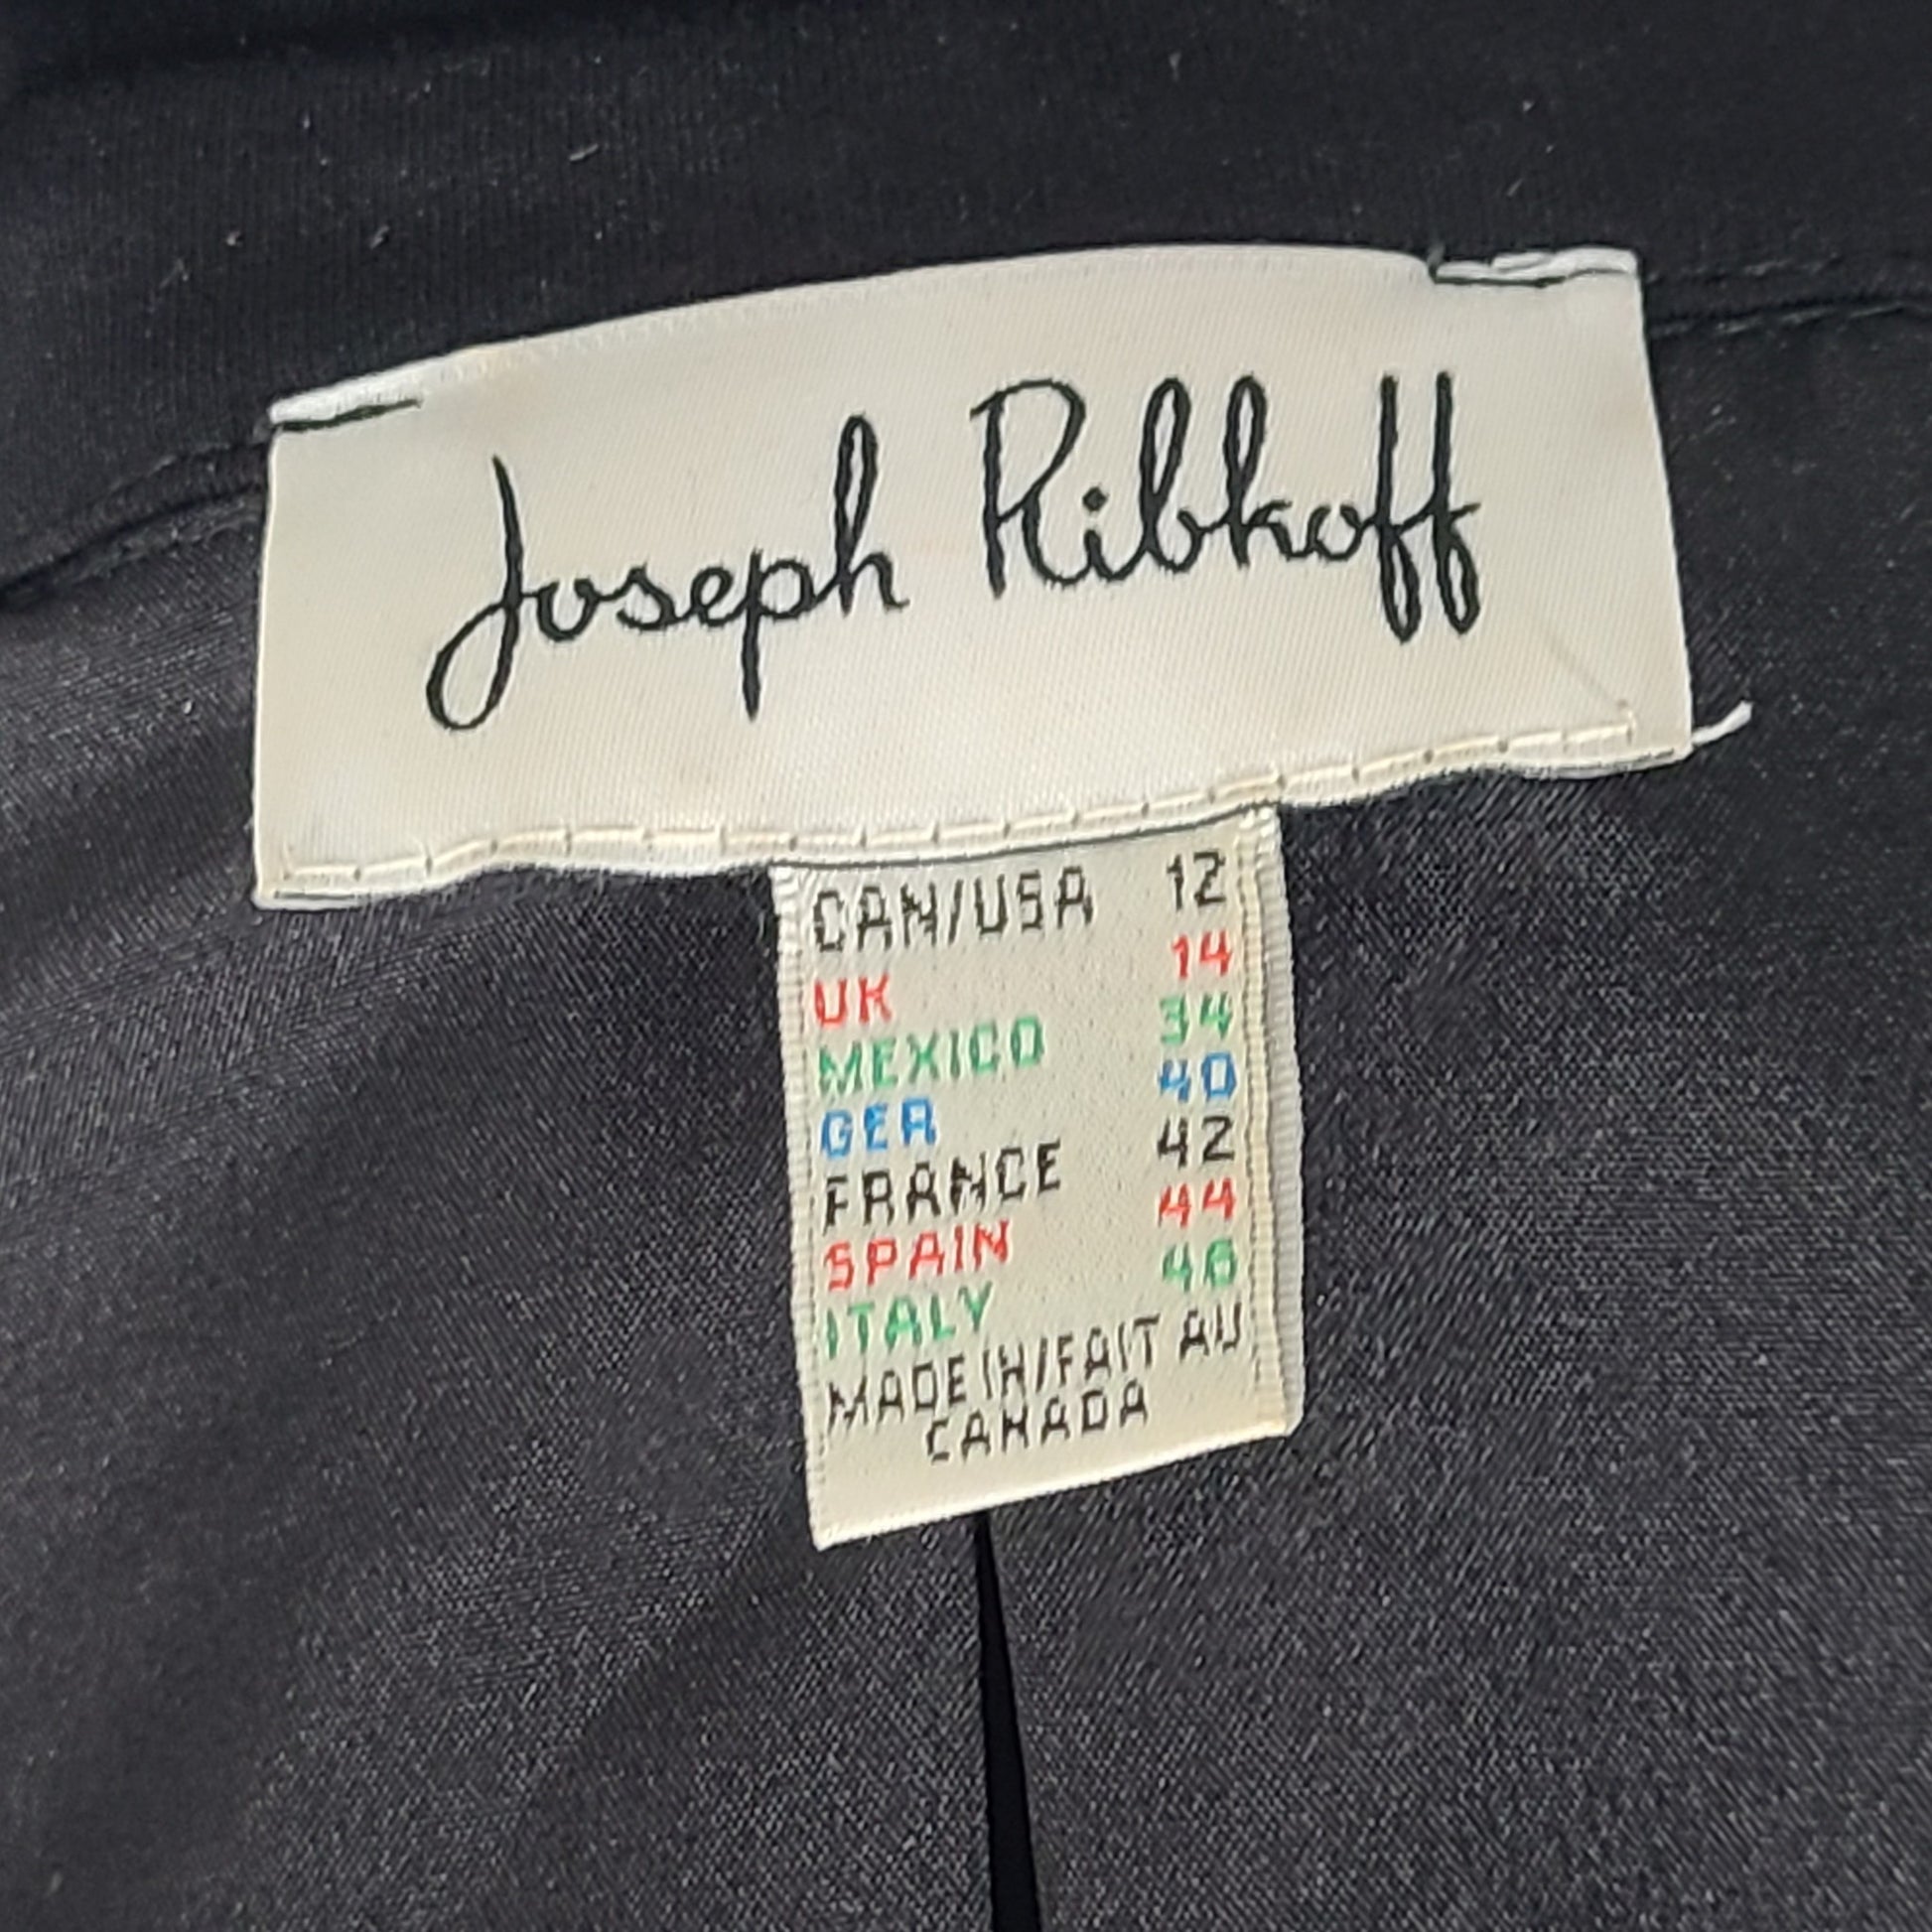 Joseph Ribkoff
CAN/USA 12
UK 14
MEXICO 34
GER 40
FRANCE 42
SPAIN 44
ITALY 46
MADE IN/FAIT AU
CANADA